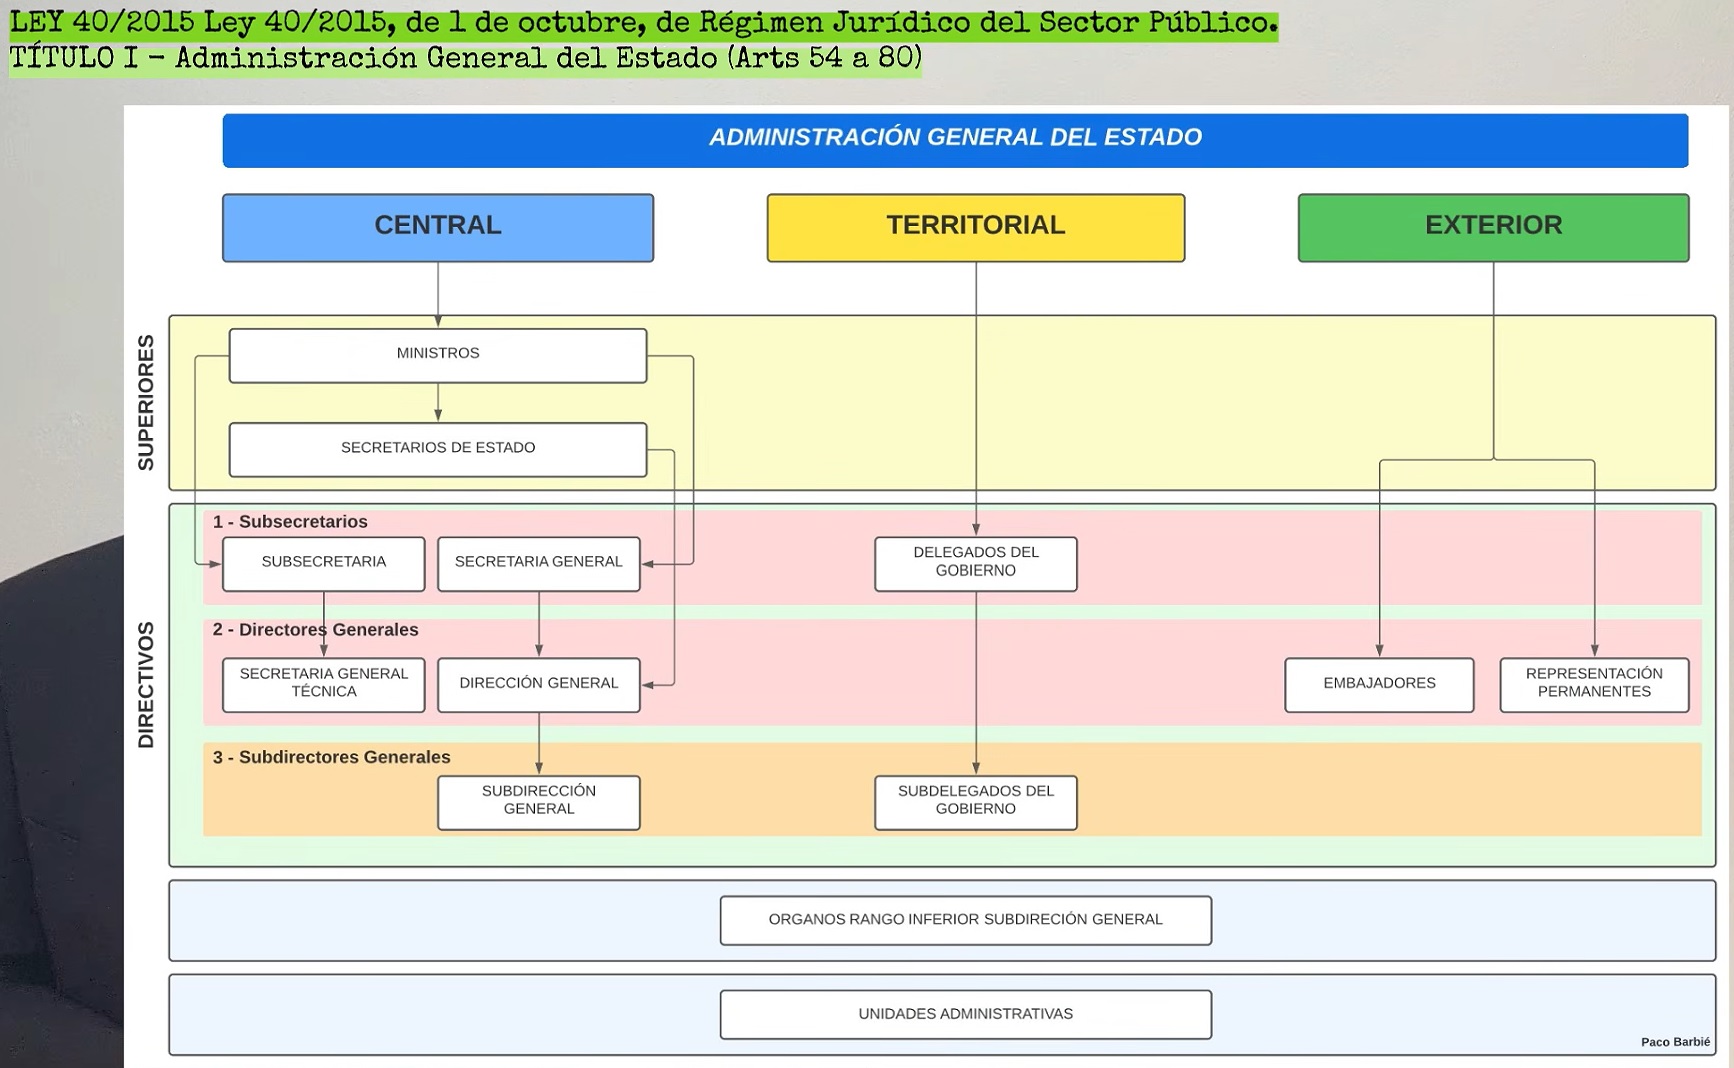 LEY 40/2015 Ley 40/2015, de 1 de octubre, de Régimen Jurídico del Sector Público.
TÍTULO I - Administración General del Estado (Arts 54 a 80)
ADMINISTRACIÓN GENERAL DEL ESTADO
CENTRAL
TERRITORIAL
EXTERIOR
SUPERIORES
MINISTROS
SECRETARIOS DE ESTADO
DIRECTIVOS
1 - Subsecretarios
SUBSECRETARIA
SECRETARIA GENERAL
DELEGADOS DEL
GOBIERNO
2 - Directores Generales
SECRETARIA GENERAL
TÉCNICA
DIRECCIÓN GENERAL
EMBAJADORES
REPRESENTACIÓN
PERMANENTES
3 - Subdirectores Generales
SUBDIRECCIÓN
GENERAL
SUBDELEGADOS DEL
GOBIERNO
ORGANOS RANGO INFERIOR SUBDIRECIÓN GENERAL
UNIDADES ADMINISTRATIVAS
Paco Barbié